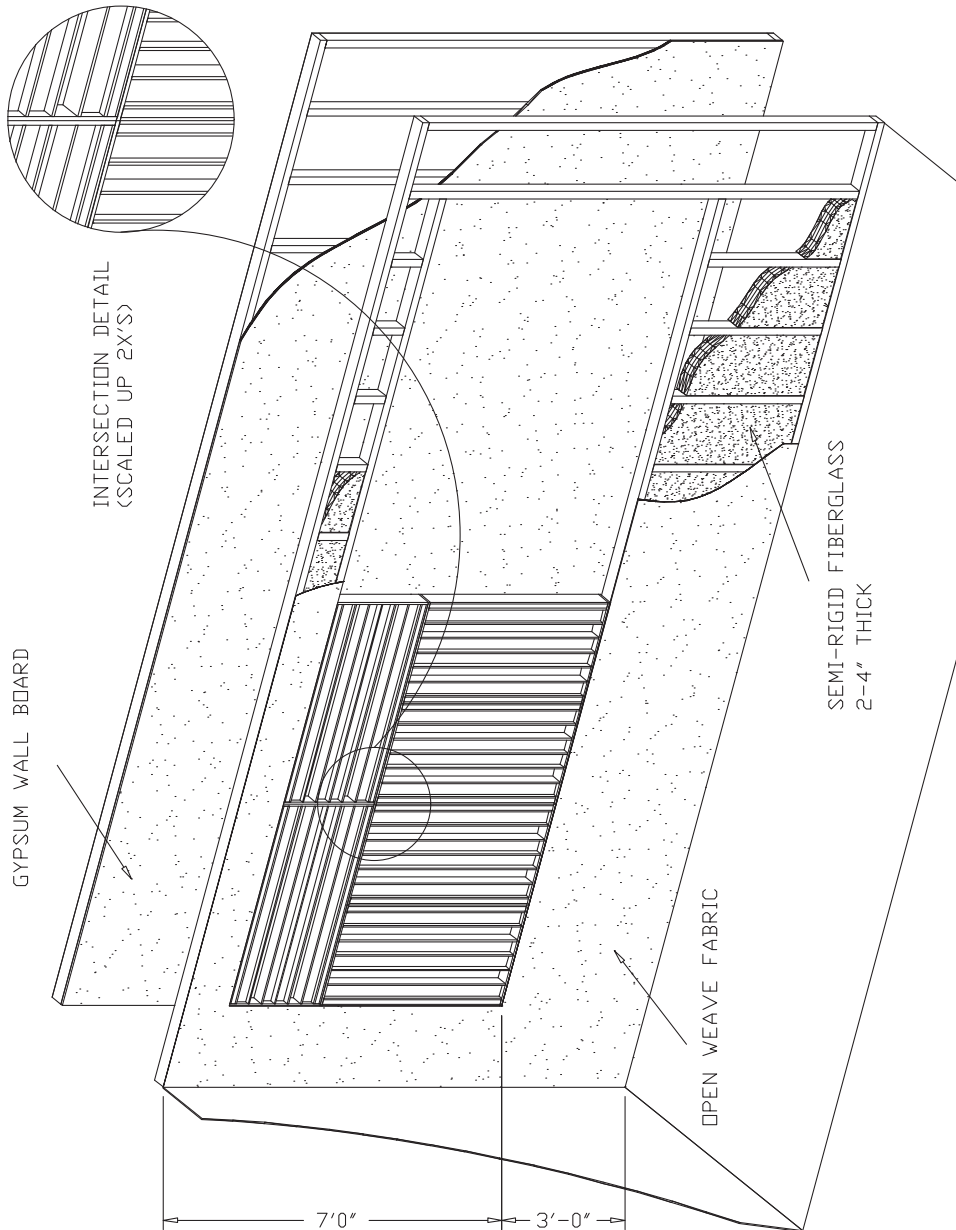 INTERSECTION DETAIL
(SCALED UP 2X'S)
GYPSUM WALL BOARD
SEMI-RIGID FIBERGLASS
2-4" THICK
OPEN WEAVE FABRIC
7'0"
3'-0"